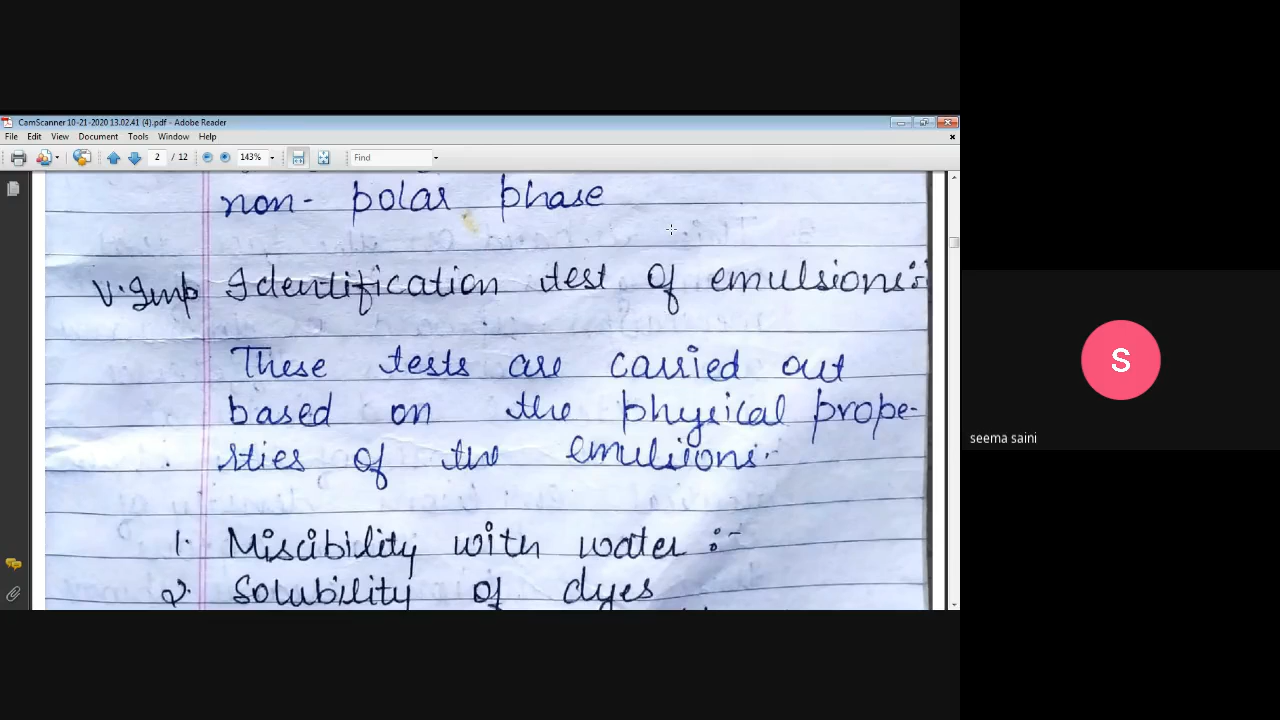 CamScanner 10-21-2020 13.02.41 (4).pdf - Adobe Reader
File Edit View Document Tools Window Help
2 / 12 143% Find
non- polar phase
V.Imp Identification test of emulsions:-
These tests are carried out
based on the physical prope-
rties of the emulsions.
1. Miscibility with water :-
2. Solubility of dyes
S
seema saini